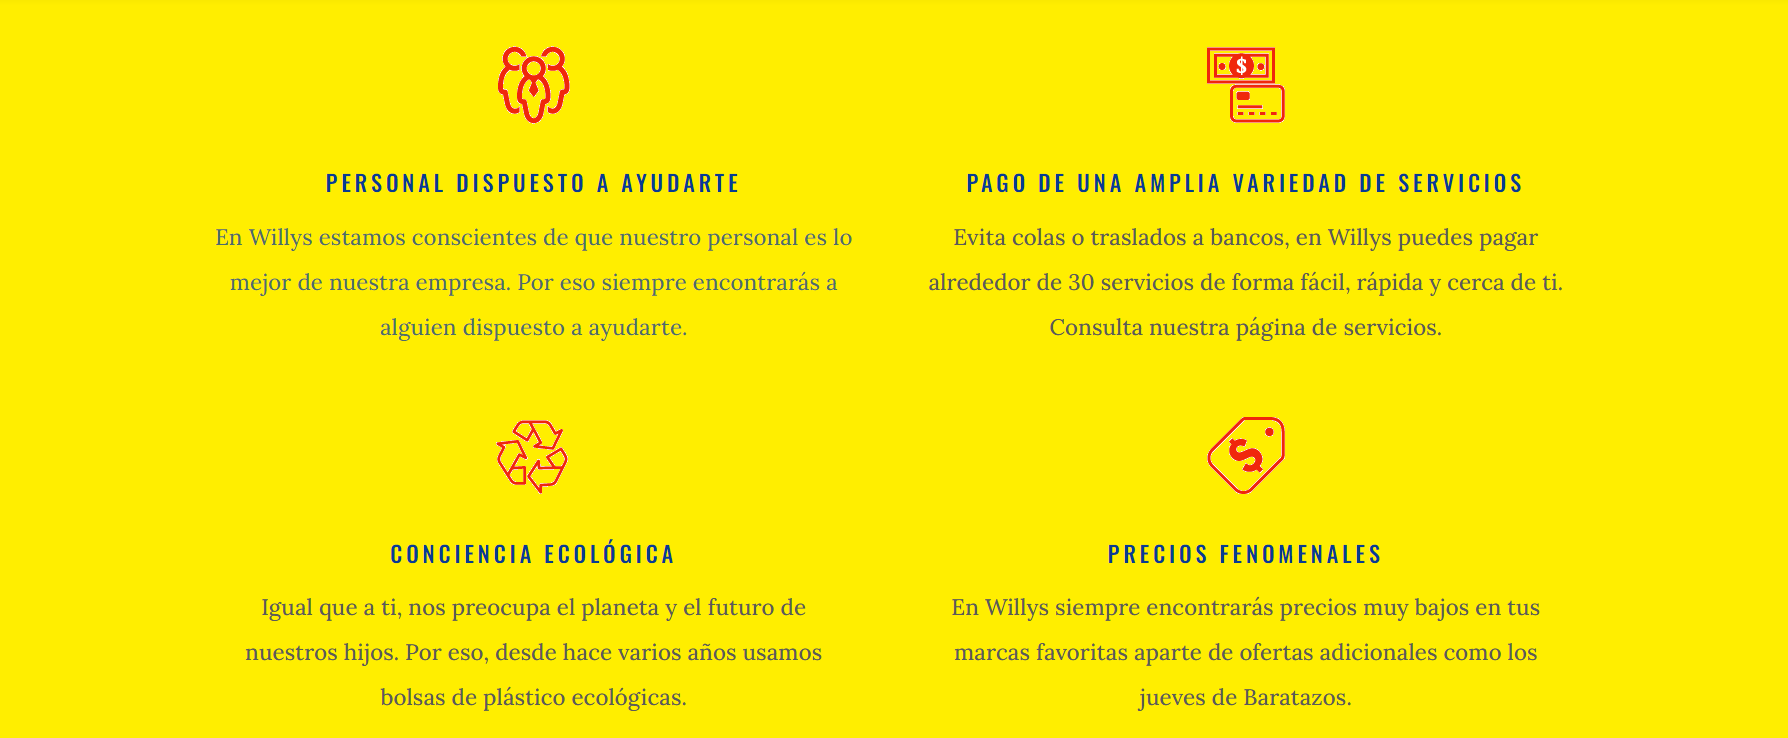 PERSONAL DISPUESTO A AYUDARTE
En Willys estamos conscientes de que nuestro personal es lo
mejor de nuestra empresa. Por eso siempre encontrarás a
alguien dispuesto a ayudarte.
$
PAGO DE UNA AMPLIA VARIEDAD DE SERVICIOS
Evita colas o traslados a bancos, en Willys puedes pagar
alrededor de 30 servicios de forma fácil, rápida y cerca de ti.
Consulta nuestra página de servicios.
CONCIENCIA ECOLÓGICA
Igual que a ti, nos preocupa el planeta y el futuro de
nuestros hijos. Por eso, desde hace varios años usamos
bolsas de plástico ecológicas.
$
PRECIOS FENOMENALES
En Willys siempre encontrarás precios muy bajos en tus
marcas favoritas aparte de ofertas adicionales como los
jueves de Baratazos.